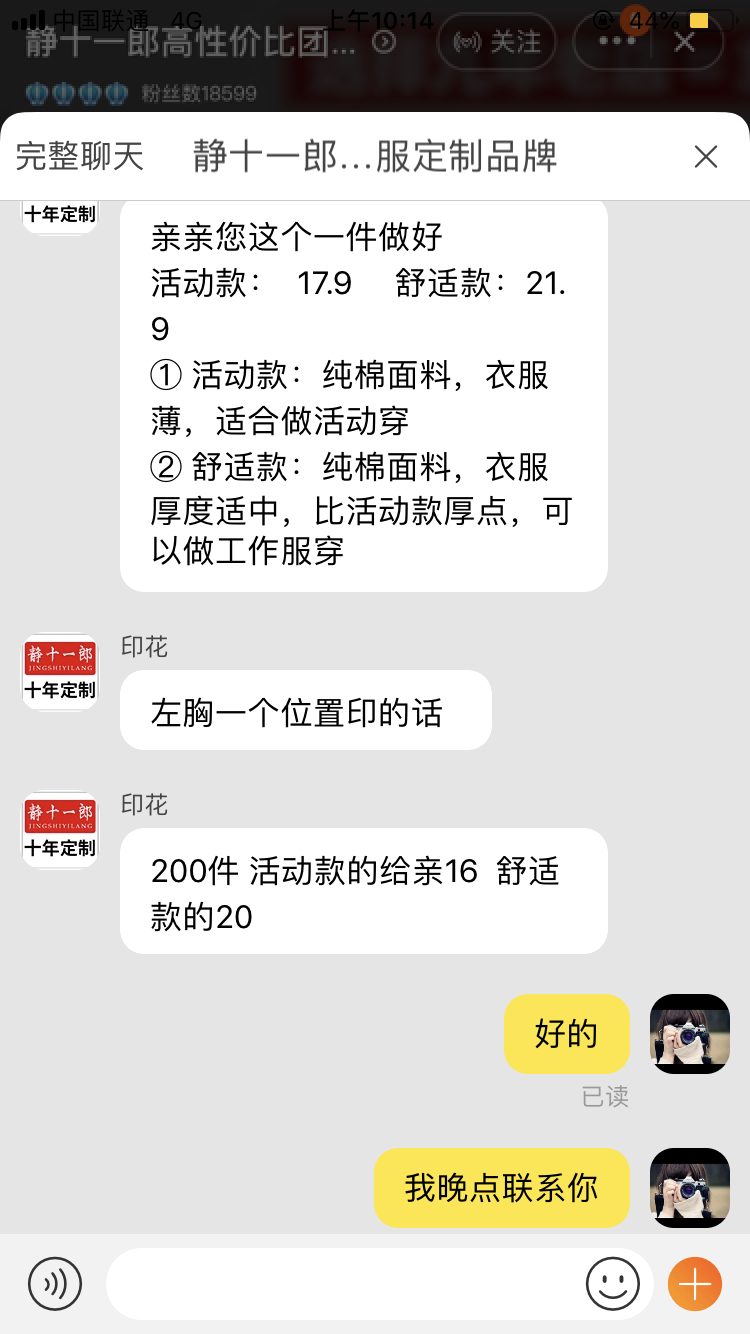 中国联通 4G 上午10:14 44%
静十一郎高性价比团... 关注
粉丝数18599
完整聊天 静十一郎...服定制品牌
十年定制
亲亲您这个一件做好
活动款： 17.9 舒适款：21.
9
① 活动款：纯棉面料，衣服
薄，适合做活动穿
② 舒适款：纯棉面料，衣服
厚度适中，比活动款厚点，可
以做工作服穿
印花
静十一郎
JINGSHIYILANG
十年定制
左胸一个位置印的话
印花
静十一郎
JINGSHIYILANG
十年定制
200件 活动款的给亲16 舒适
款的20
好的
已读
我晚点联系你